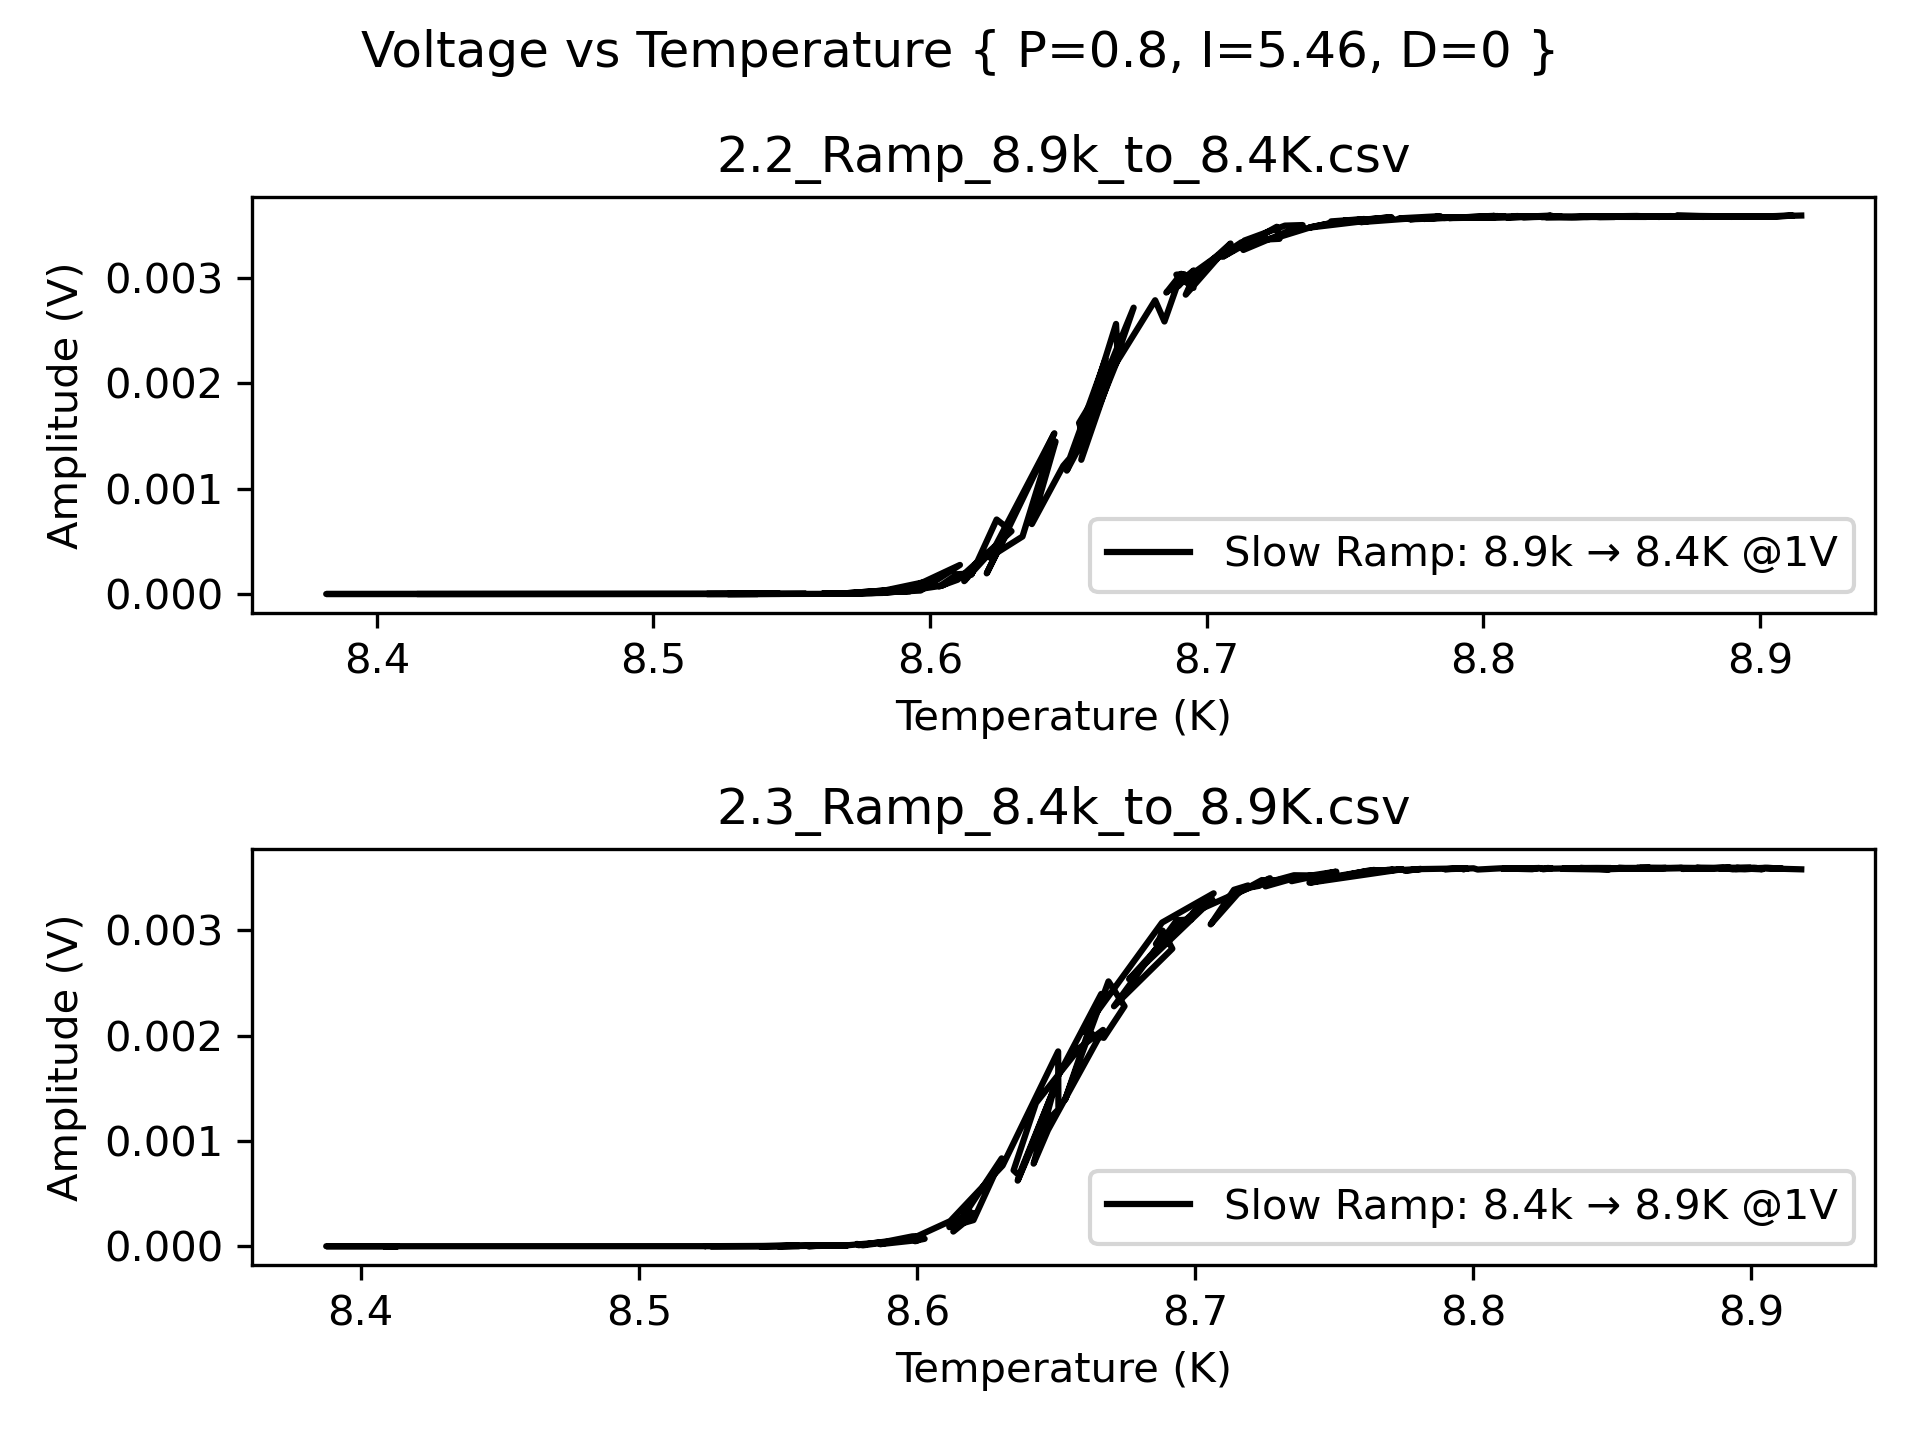 Voltage vs Temperature { P=0.8, I=5.46, D=0 }
2.2_Ramp_8.9k_to_8.4K.csv
Amplitude (V)
0.003
0.002
0.001
0.000
Slow Ramp: 8.9k → 8.4K @1V
8.4 8.5 8.6 8.7 8.8 8.9
Temperature (K)
2.3_Ramp_8.4k_to_8.9K.csv
Amplitude (V)
0.003
0.002
0.001
0.000
Slow Ramp: 8.4k → 8.9K @1V
8.4 8.5 8.6 8.7 8.8 8.9
Temperature (K)